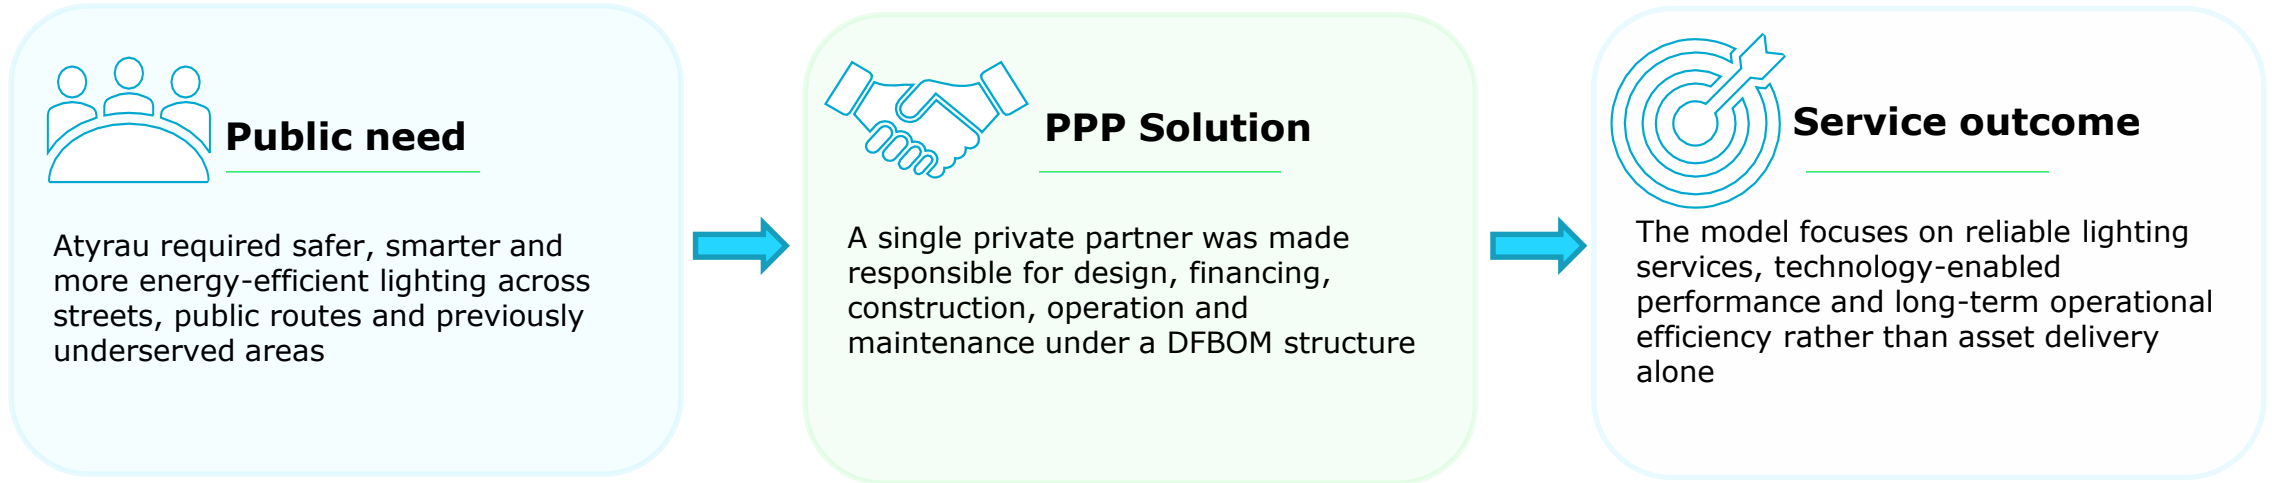 Public need
Atyrau required safer, smarter and
more energy-efficient lighting across
streets, public routes and previously
underserved areas
PPP Solution
A single private partner was made
responsible for design, financing,
construction, operation and
maintenance under a DFBOM structure
Service outcome
The model focuses on reliable lighting
services, technology-enabled
performance and long-term operational
efficiency rather than asset delivery
alone